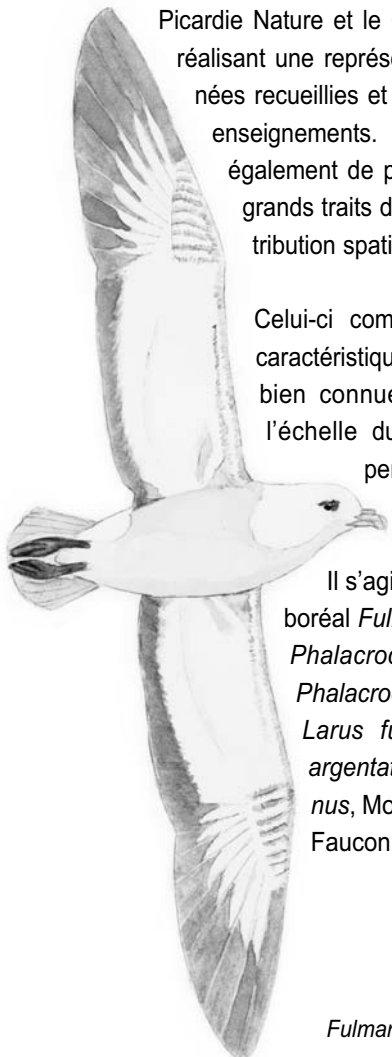 Picardie Nature et le
réalisant une représe
nées recueillies et
enseignements.
également de p
grands traits d
tribution spati
Celui-ci com
caractéristiqu
bien connue
l'échelle du
per
Il s'agi
boréal Ful
Phalacroc
Phalacroc
Larus fu
argentat
nus, Mo
Faucon
Fulmar